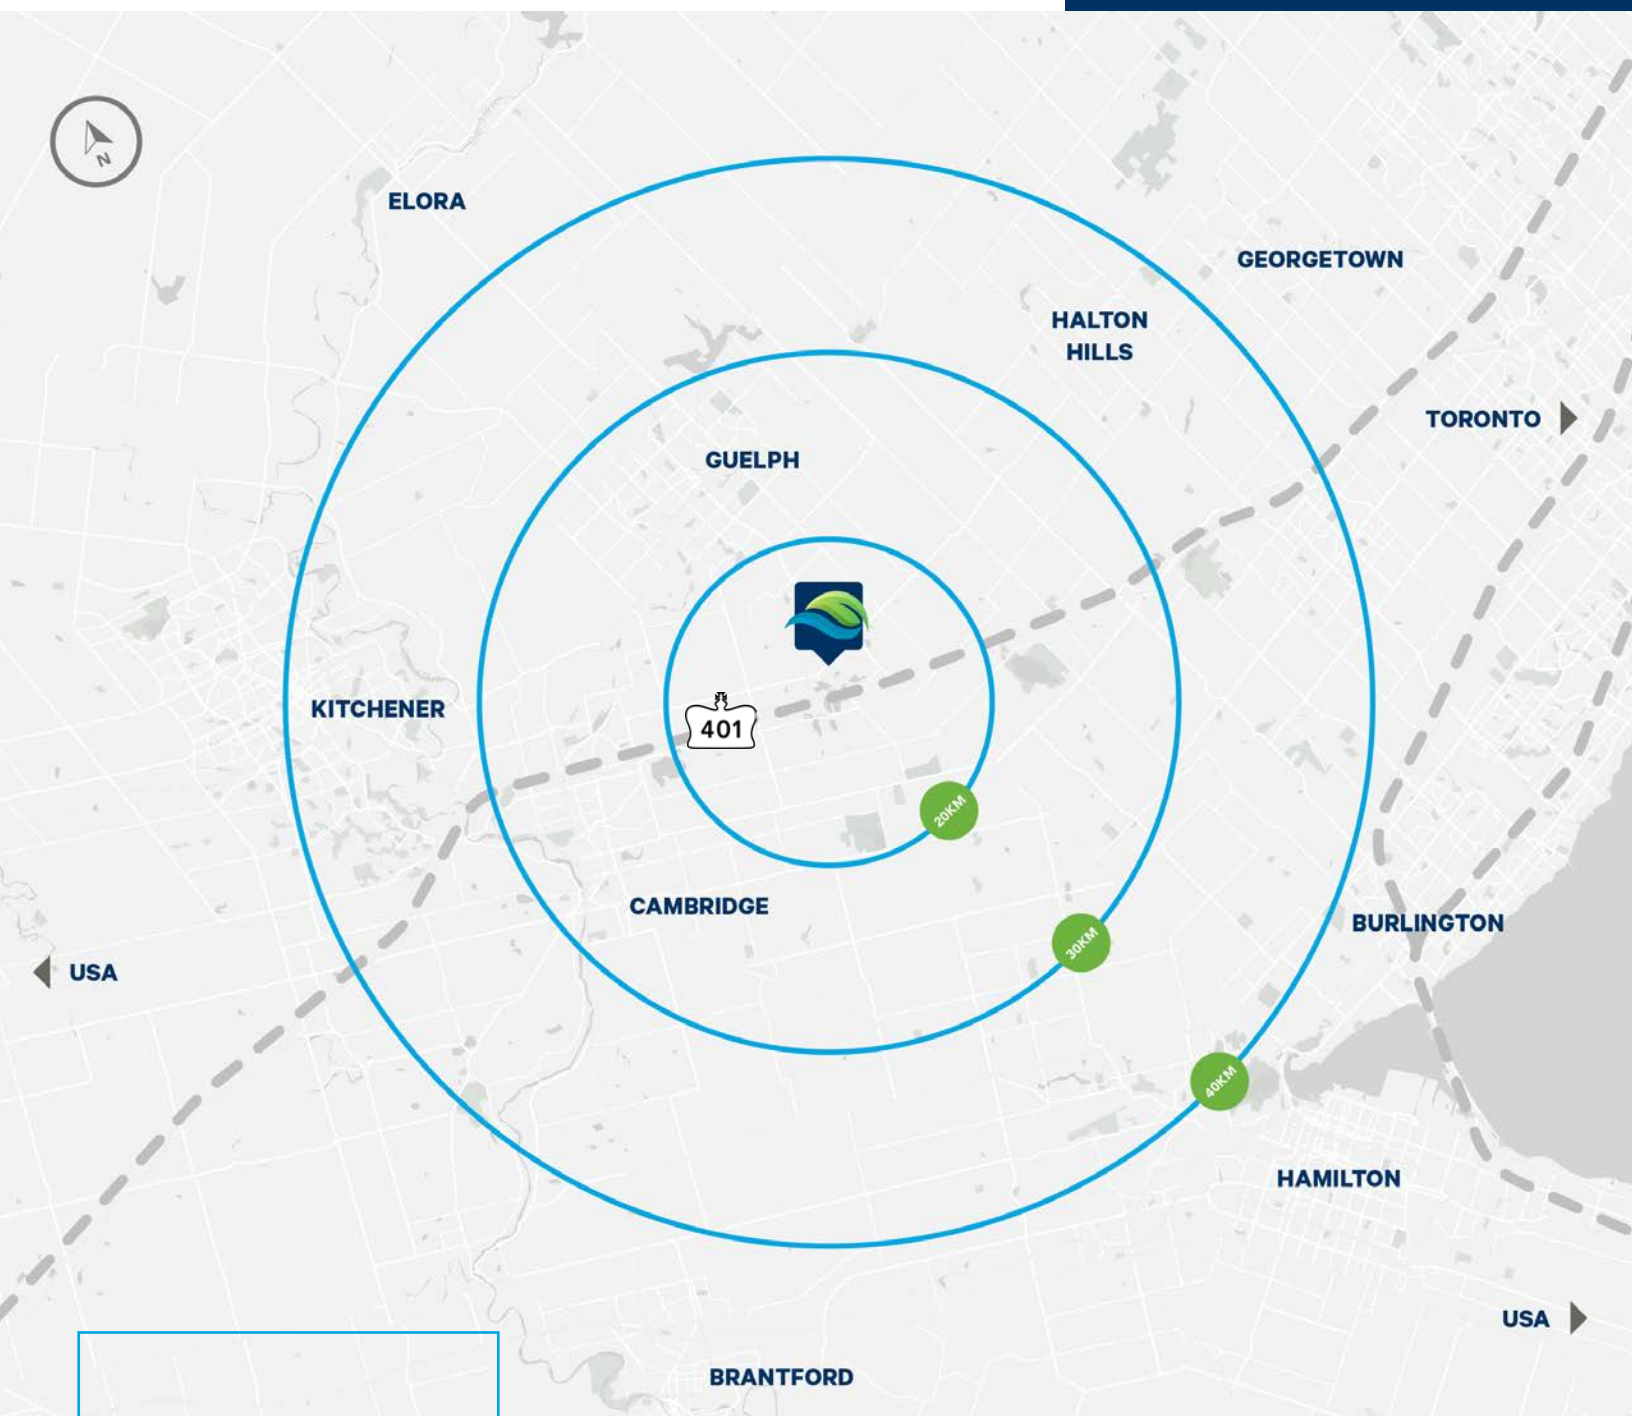 N
ELORA
GEORGETOWN
HALTON
HILLS
TORONTO
GUELPH
KITCHENER
401
20KM
CAMBRIDGE
BURLINGTON
30KM
USA
40KM
HAMILTON
USA
BRANTFORD